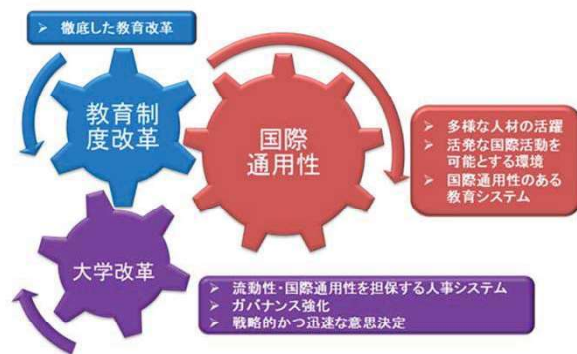 ➢ 徹底した教育改革
教育制
度改革
国際
通用性
➢ 多様な人材の活躍
➢ 活発な国際活動を
可能とする環境
➢ 国際通用性のある
教育システム
大学改革
➢ 流動性・国際通用性を担保する人事システム
➢ ガバナンス強化
➢ 戦略的かつ迅速な意思決定